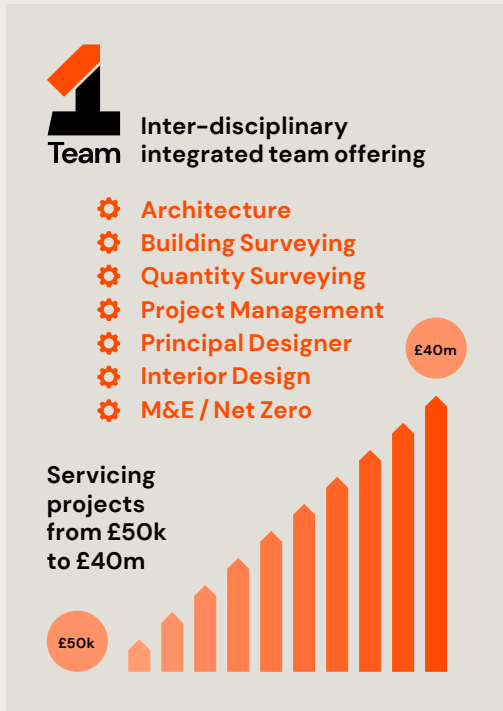 1
Team
Inter-disciplinary
integrated team offering
Architecture
Building Surveying
Quantity Surveying
Project Management
Principal Designer
Interior Design
M&E / Net Zero
£40m
Servicing
projects
from £50k
to £40m
£50k